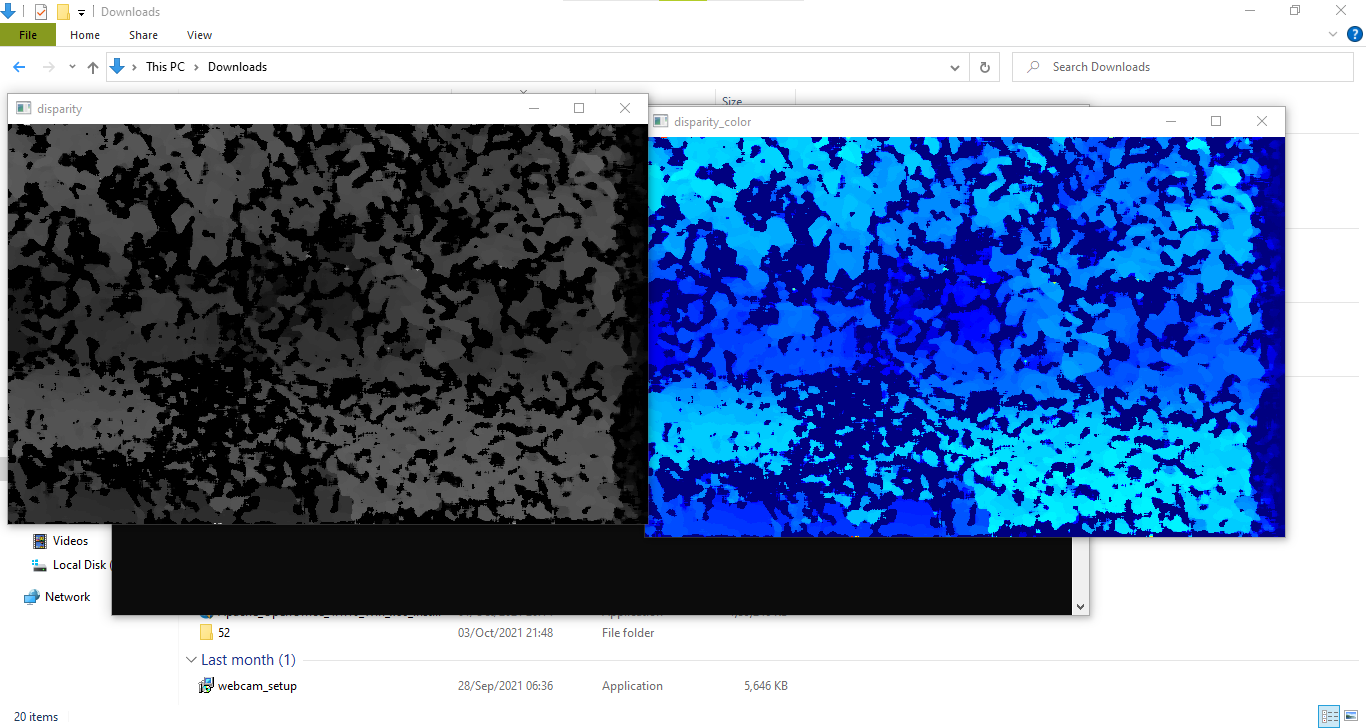 Downloads
File Home Share View
This PC Downloads
Search Downloads
Size
disparity
disparity_color
Videos
Local Disk
Network
52 03/Oct/2021 21:48 File folder
Last month (1)
webcam_setup 28/Sep/2021 06:36 Application 5,646 KB
20 items